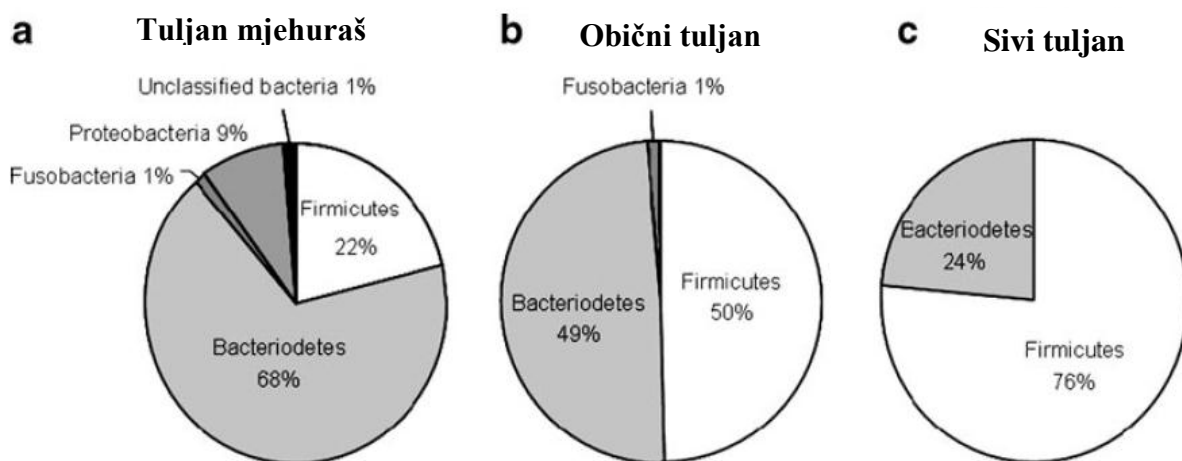 a
Tuljan mjehuraš
Unclassified bacteria 1%
Proteobacteria 9%
Fusobacteria 1%
Firmicutes
22%
Bacteriodetes
68%
b
Obični tuljan
Fusobacteria 1%
Bacteriodetes
49%
Firmicutes
50%
c
Sivi tuljan
Eacteriodetes
24%
Firmicutes
76%